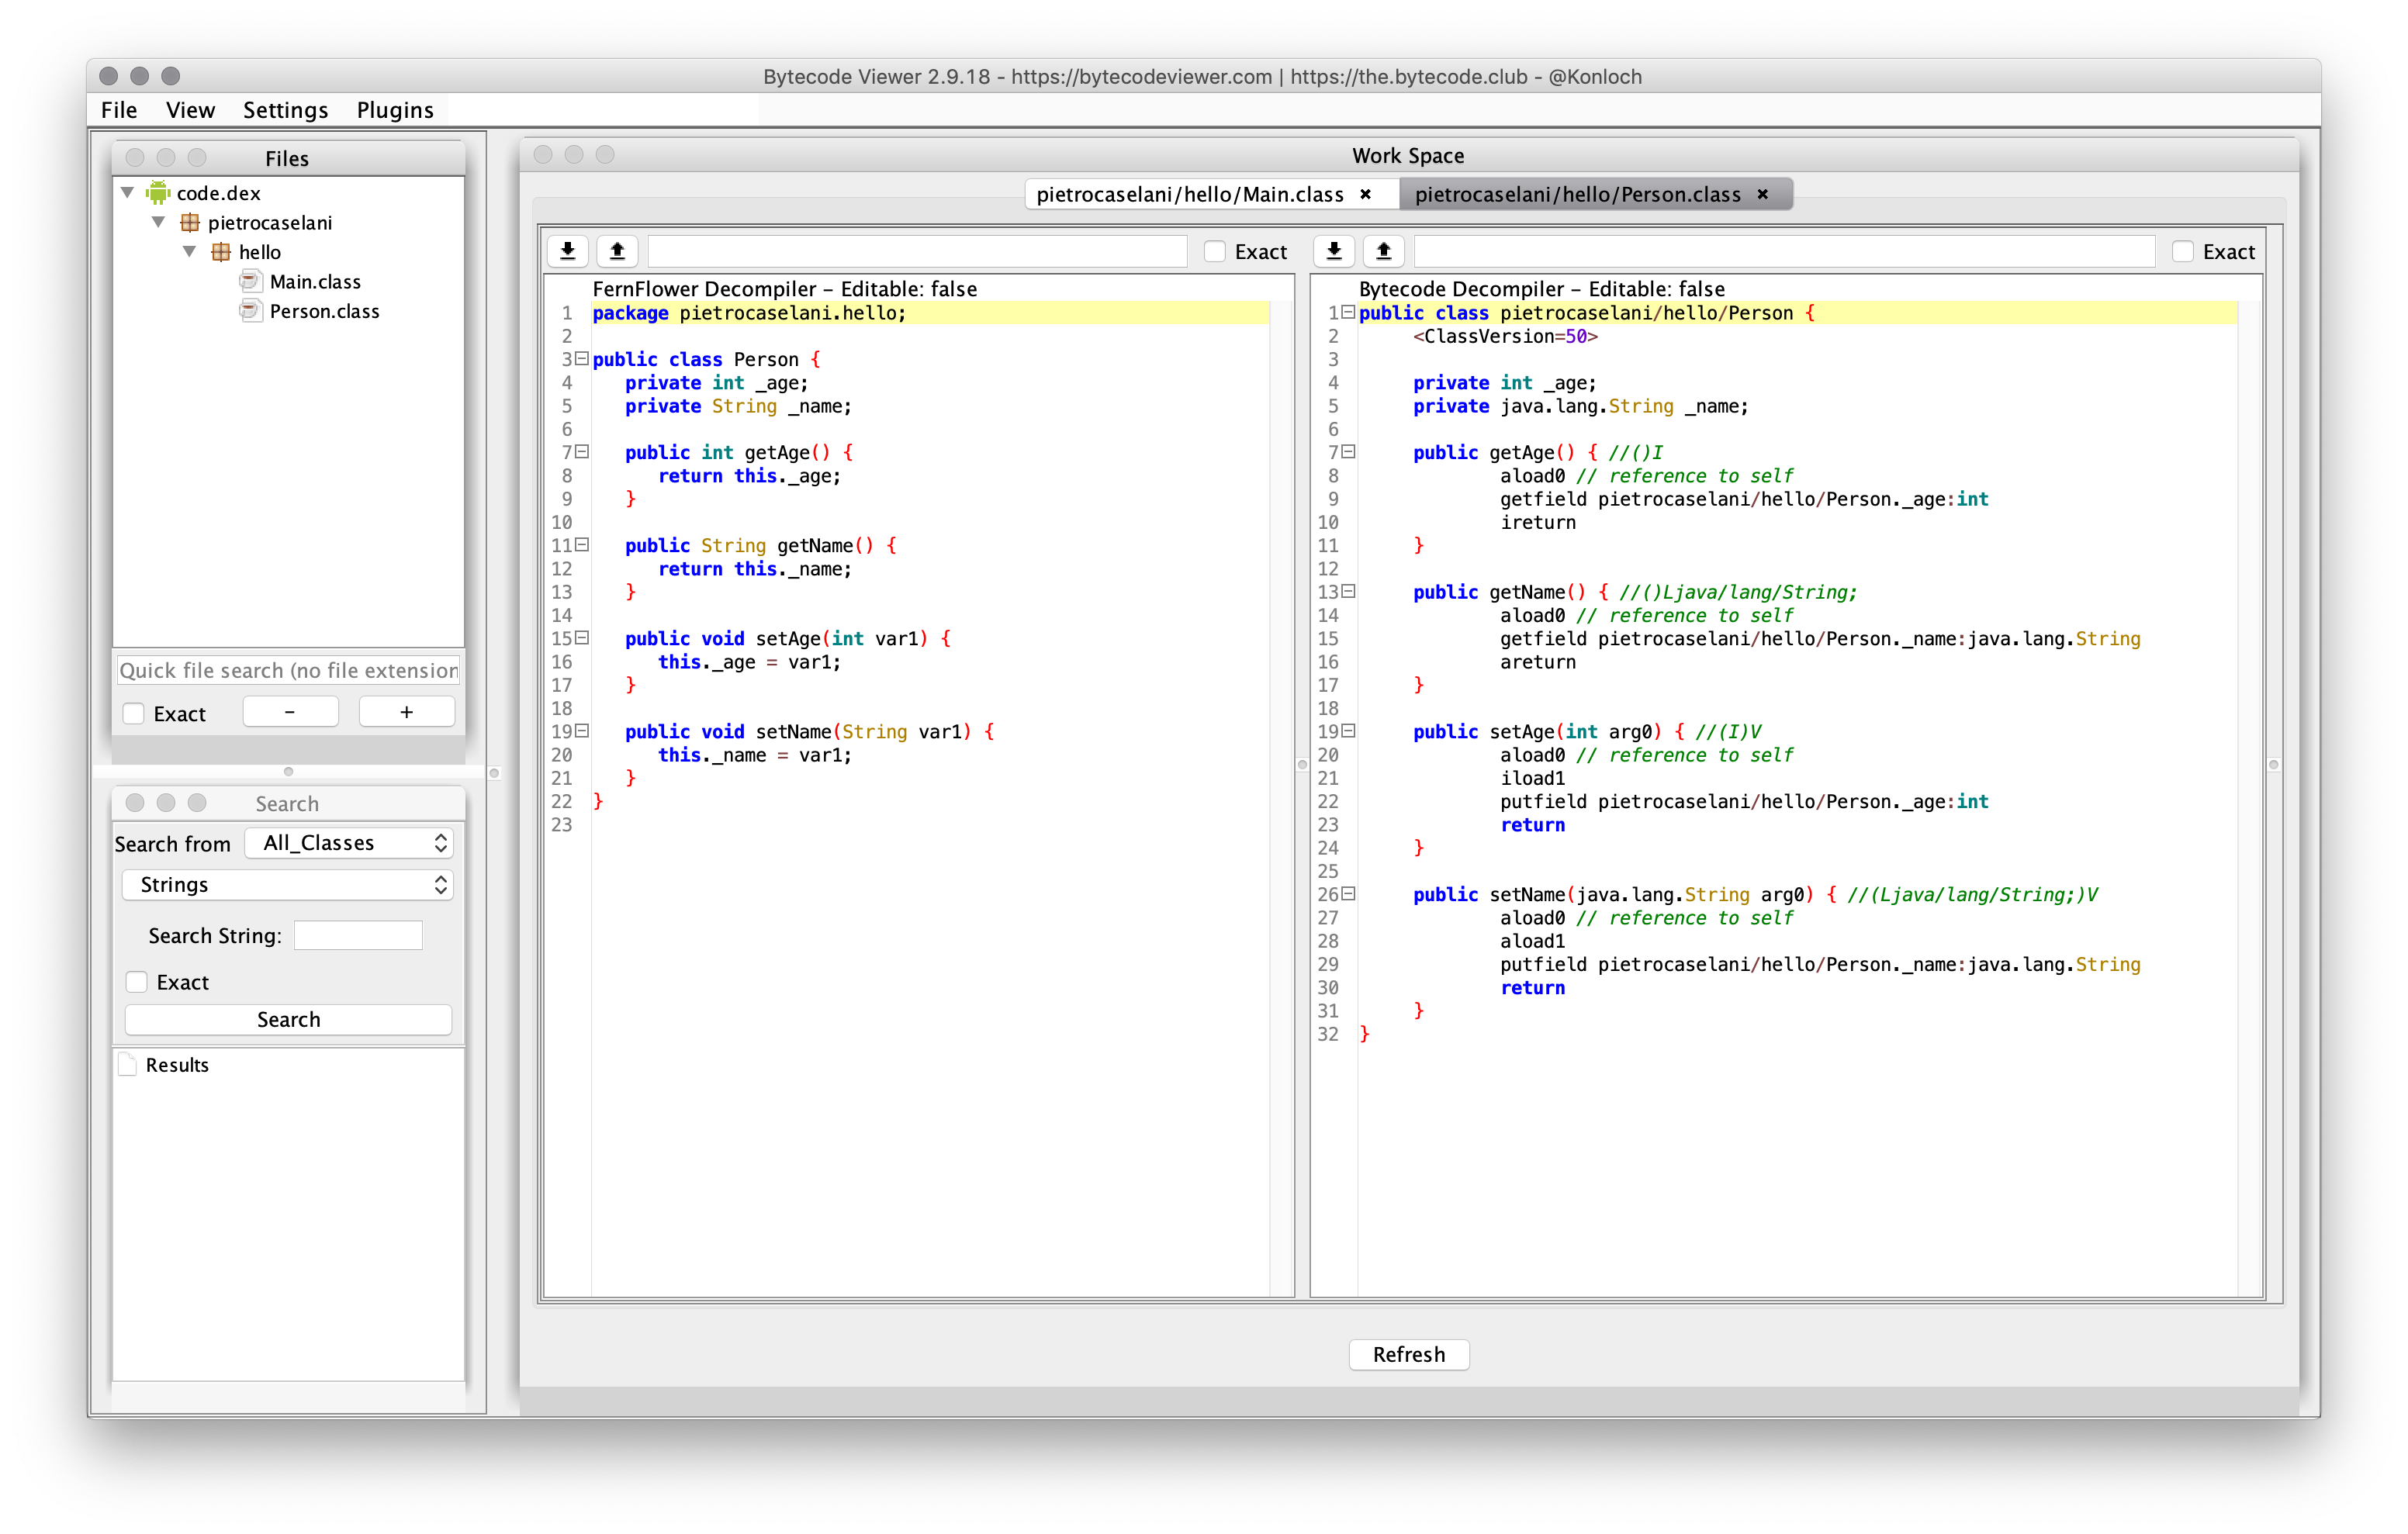 Bytecode Viewer 2.9.18 - https://bytecodeviewer.com | https://the.bytecode.club - @Konloch
File View Settings Plugins
Files
code.dex
pietrocaselani
hello
Main.class
Person.class
Quick file search (no file extension
Exact - +
Search
Search from All_Classes
Strings
Search String:
Exact
Search
Results
Work Space
pietrocaselani/hello/Main.class × pietrocaselani/hello/Person.class ×
Exact
FernFlower Decompiler – Editable: false
1 package pietrocaselani.hello;
2
3 public class Person {
4    private int _age;
5    private String _name;
6
7    public int getAge() {
8       return this._age;
9    }
10
11    public String getName() {
12       return this._name;
13    }
14
15    public void setAge(int var1) {
16       this._age = var1;
17    }
18
19    public void setName(String var1) {
20       this._name = var1;
21    }
22 }
23
Exact
Bytecode Decompiler – Editable: false
1 public class pietrocaselani/hello/Person {
2      <ClassVersion=50>
3
4      private int _age;
5      private java.lang.String _name;
6
7      public getAge() { //()I
8              aload0 // reference to self
9              getfield pietrocaselani/hello/Person._age:int
10              ireturn
11      }
12
13      public getName() { //()Ljava/lang/String;
14              aload0 // reference to self
15              getfield pietrocaselani/hello/Person._name:java.lang.String
16              areturn
17      }
18
19      public setAge(int arg0) { //(I)V
20              aload0 // reference to self
21              iload1
22              putfield pietrocaselani/hello/Person._age:int
23              return
24      }
25
26      public setName(java.lang.String arg0) { //(Ljava/lang/String;)V
27              aload0 // reference to self
28              aload1
29              putfield pietrocaselani/hello/Person._name:java.lang.String
30              return
31      }
32 }
Refresh